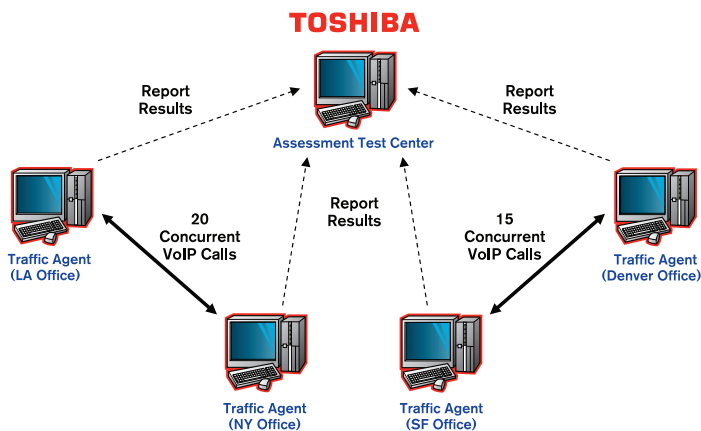 TOSHIBA
Report
Results
Report
Results
Assessment Test Center
Report
Results
20
Concurrent
VoIP Calls
15
Concurrent
VoIP Calls
Traffic Agent
(LA Office)
Traffic Agent
(Denver Office)
Traffic Agent
(NY Office)
Traffic Agent
(SF Office)